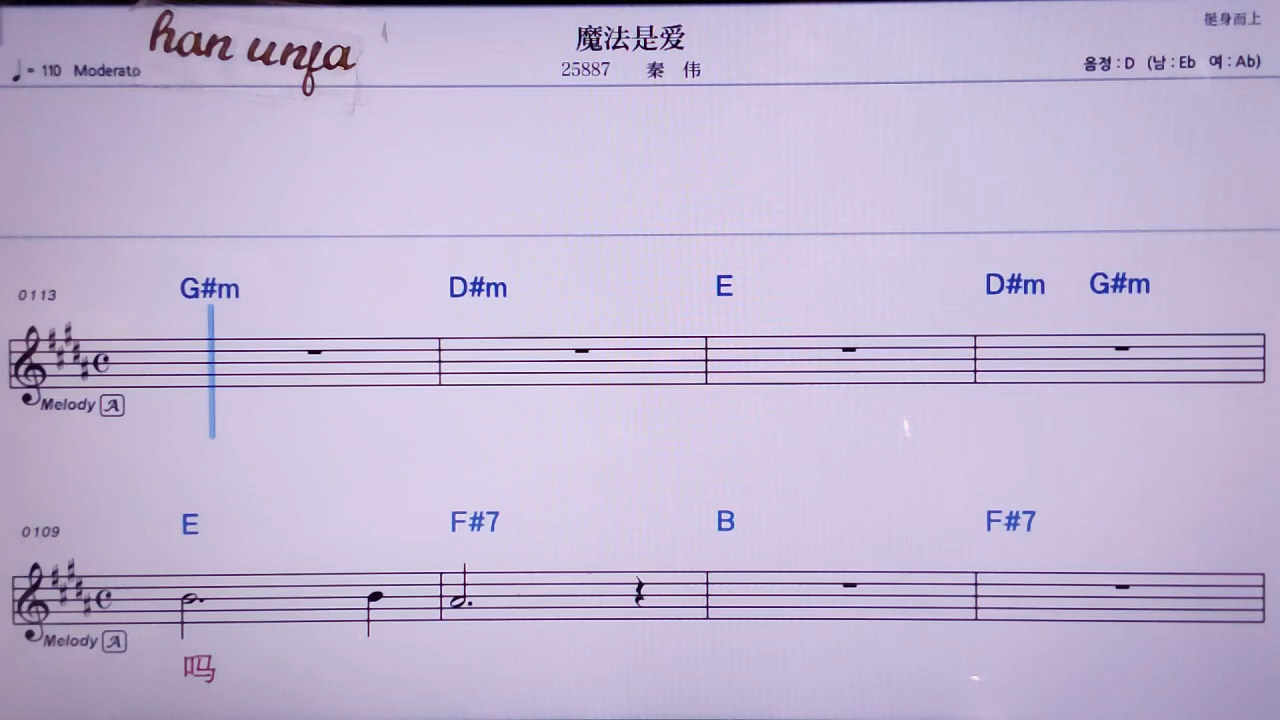 han unfa
魔法是爱
挺身而上
♩= 110 Moderato
25887 秦 伟
음정 : D (남 : Eb 여 : Ab)
0113 G#m D#m E D#m G#m
Melody A
0109 E F#7 B F#7
Melody A
吗